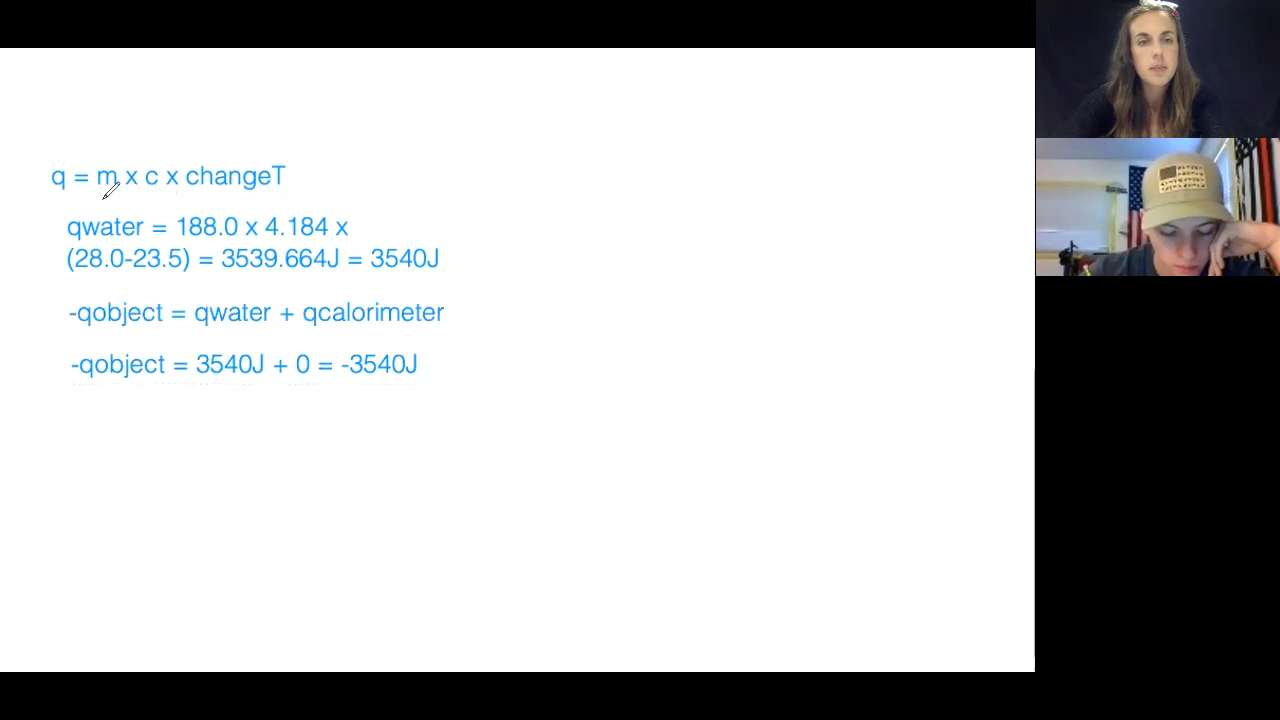 q = m x c x changeT
qwater = 188.0 x 4.184 x
(28.0-23.5) = 3539.664J = 3540J
-qobject = qwater + qcalorimeter
-qobject = 3540J + 0 = -3540J